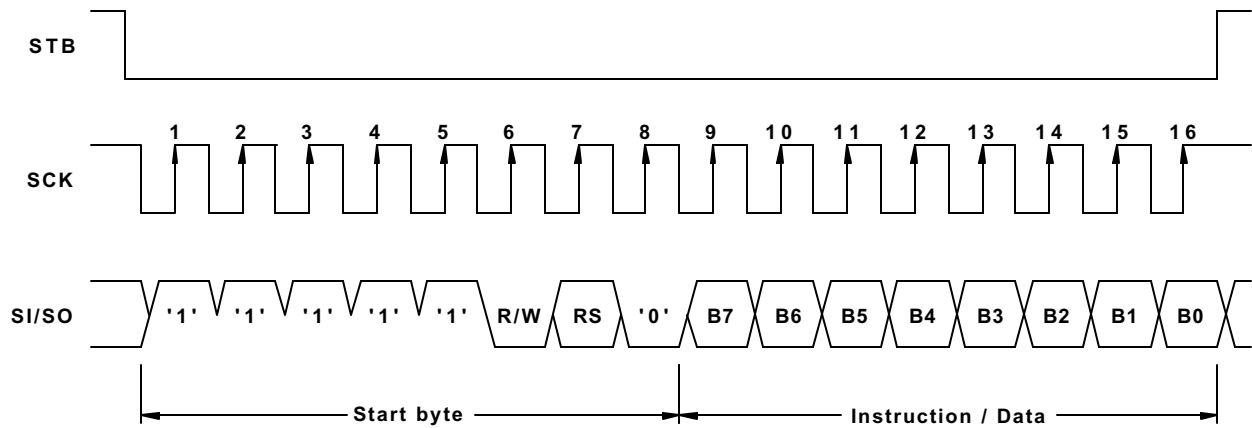 STB
1 2 3 4 5 6 7 8 9 10 11 12 13 14 15 16
SCK
SI/SO '1' '1' '1' '1' '1' R/W RS '0' B7 B6 B5 B4 B3 B2 B1 B0
Start byte Instruction / Data